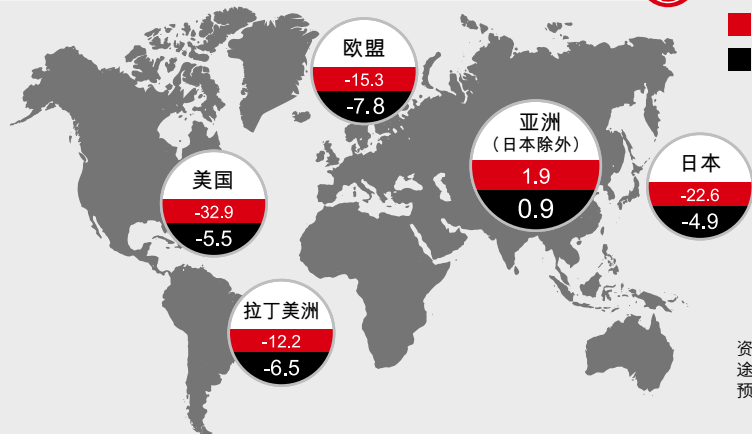 欧盟
-15.3
-7.8
亚洲
（日本除外）
1.9
0.9
日本
-22.6
-4.9
美国
-32.9
-5.5
拉丁美洲
-12.2
-6.5
资
途
预